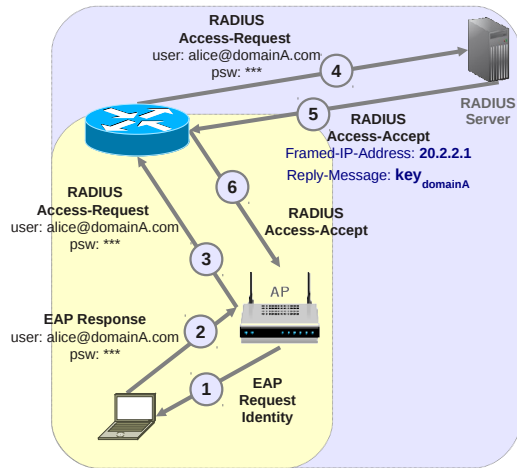 RADIUS
Access-Request
user: alice@domainA.com
psw: ***
4
RADIUS
Server
5
RADIUS
Access-Accept
Framed-IP-Address: 20.2.2.1
Reply-Message: key domainA
6
RADIUS
Access-Accept
RADIUS
Access-Request
user: alice@domainA.com
psw: ***
3
AP
EAP Response
user: alice@domainA.com
psw: ***
2
1
EAP
Request
Identity